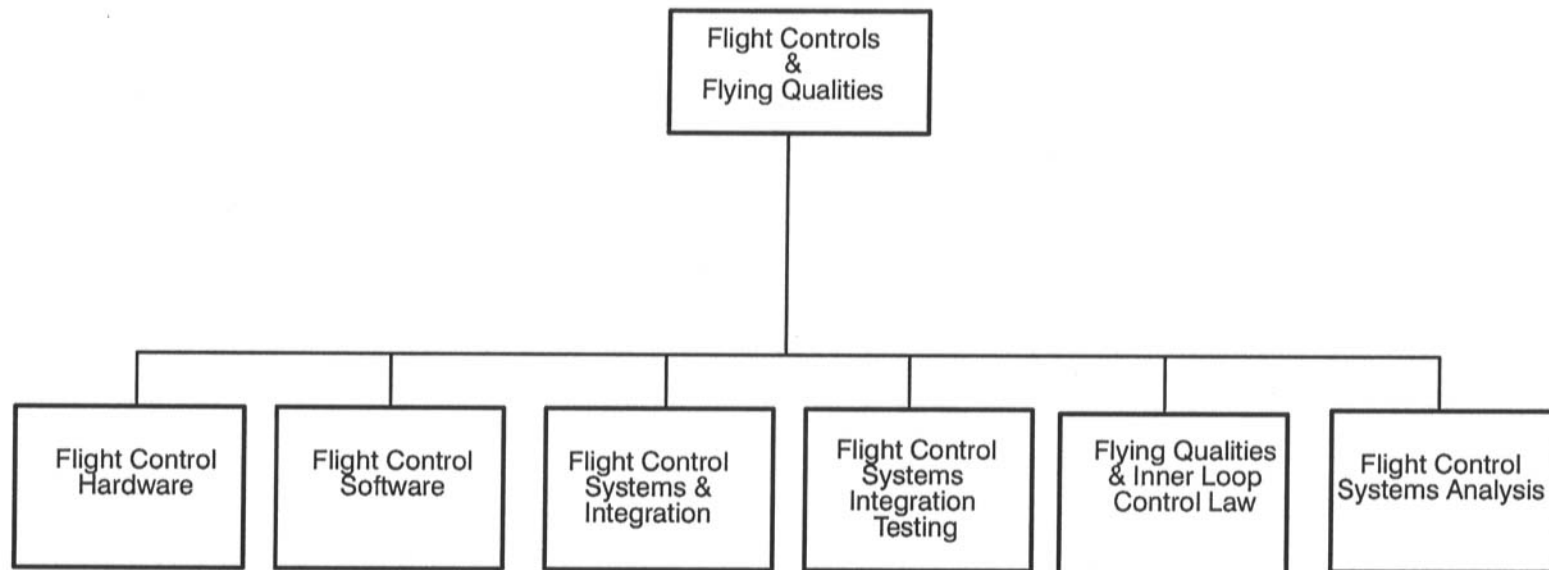 Flight Controls
&
Flying Qualities
Flight Control
Hardware
Flight Control
Software
Flight Control
Systems &
Integration
Flight Control
Systems
Integration
Testing
Flying Qualities
& Inner Loop
Control Law
Flight Control
Systems Analysis